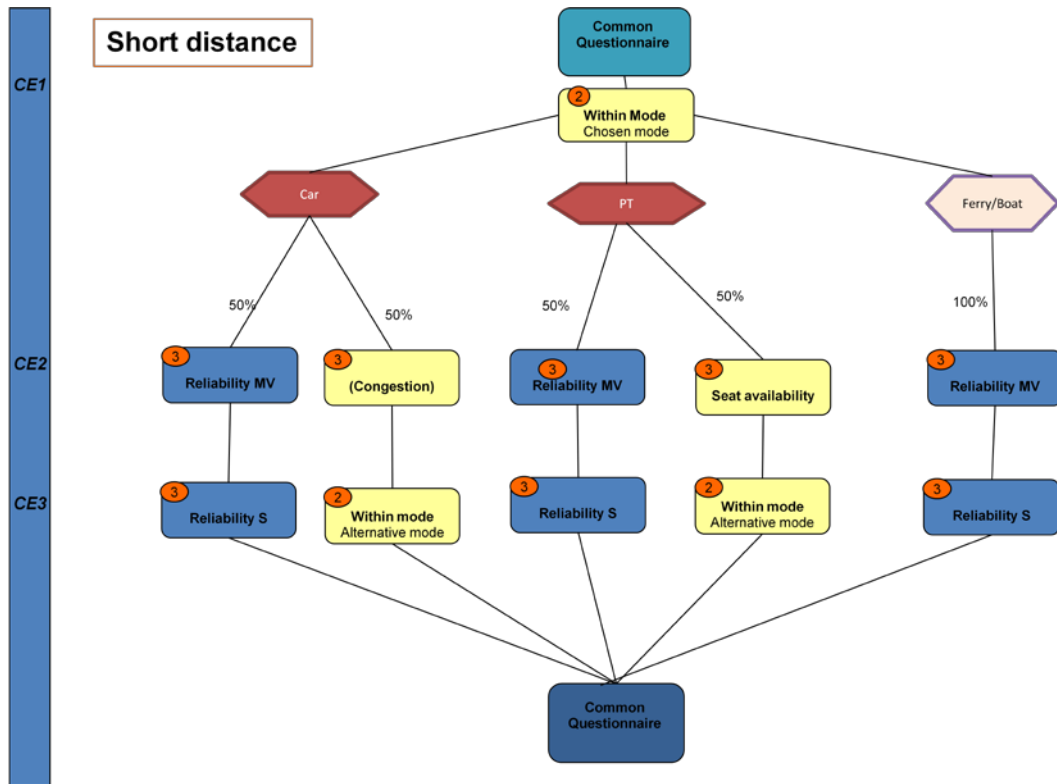 Short distance
Common
Questionnaire
CE1
2
Within Mode
Chosen mode
Car
PT
Ferry/Boat
50%
50%
50%
50%
100%
CE2
3
Reliability MV
3
(Congestion)
3
Reliability MV
3
Seat availability
3
Reliability MV
CE3
3
Reliability S
2
Within mode
Alternative mode
3
Reliability S
2
Within mode
Alternative mode
3
Reliability S
Common
Questionnaire